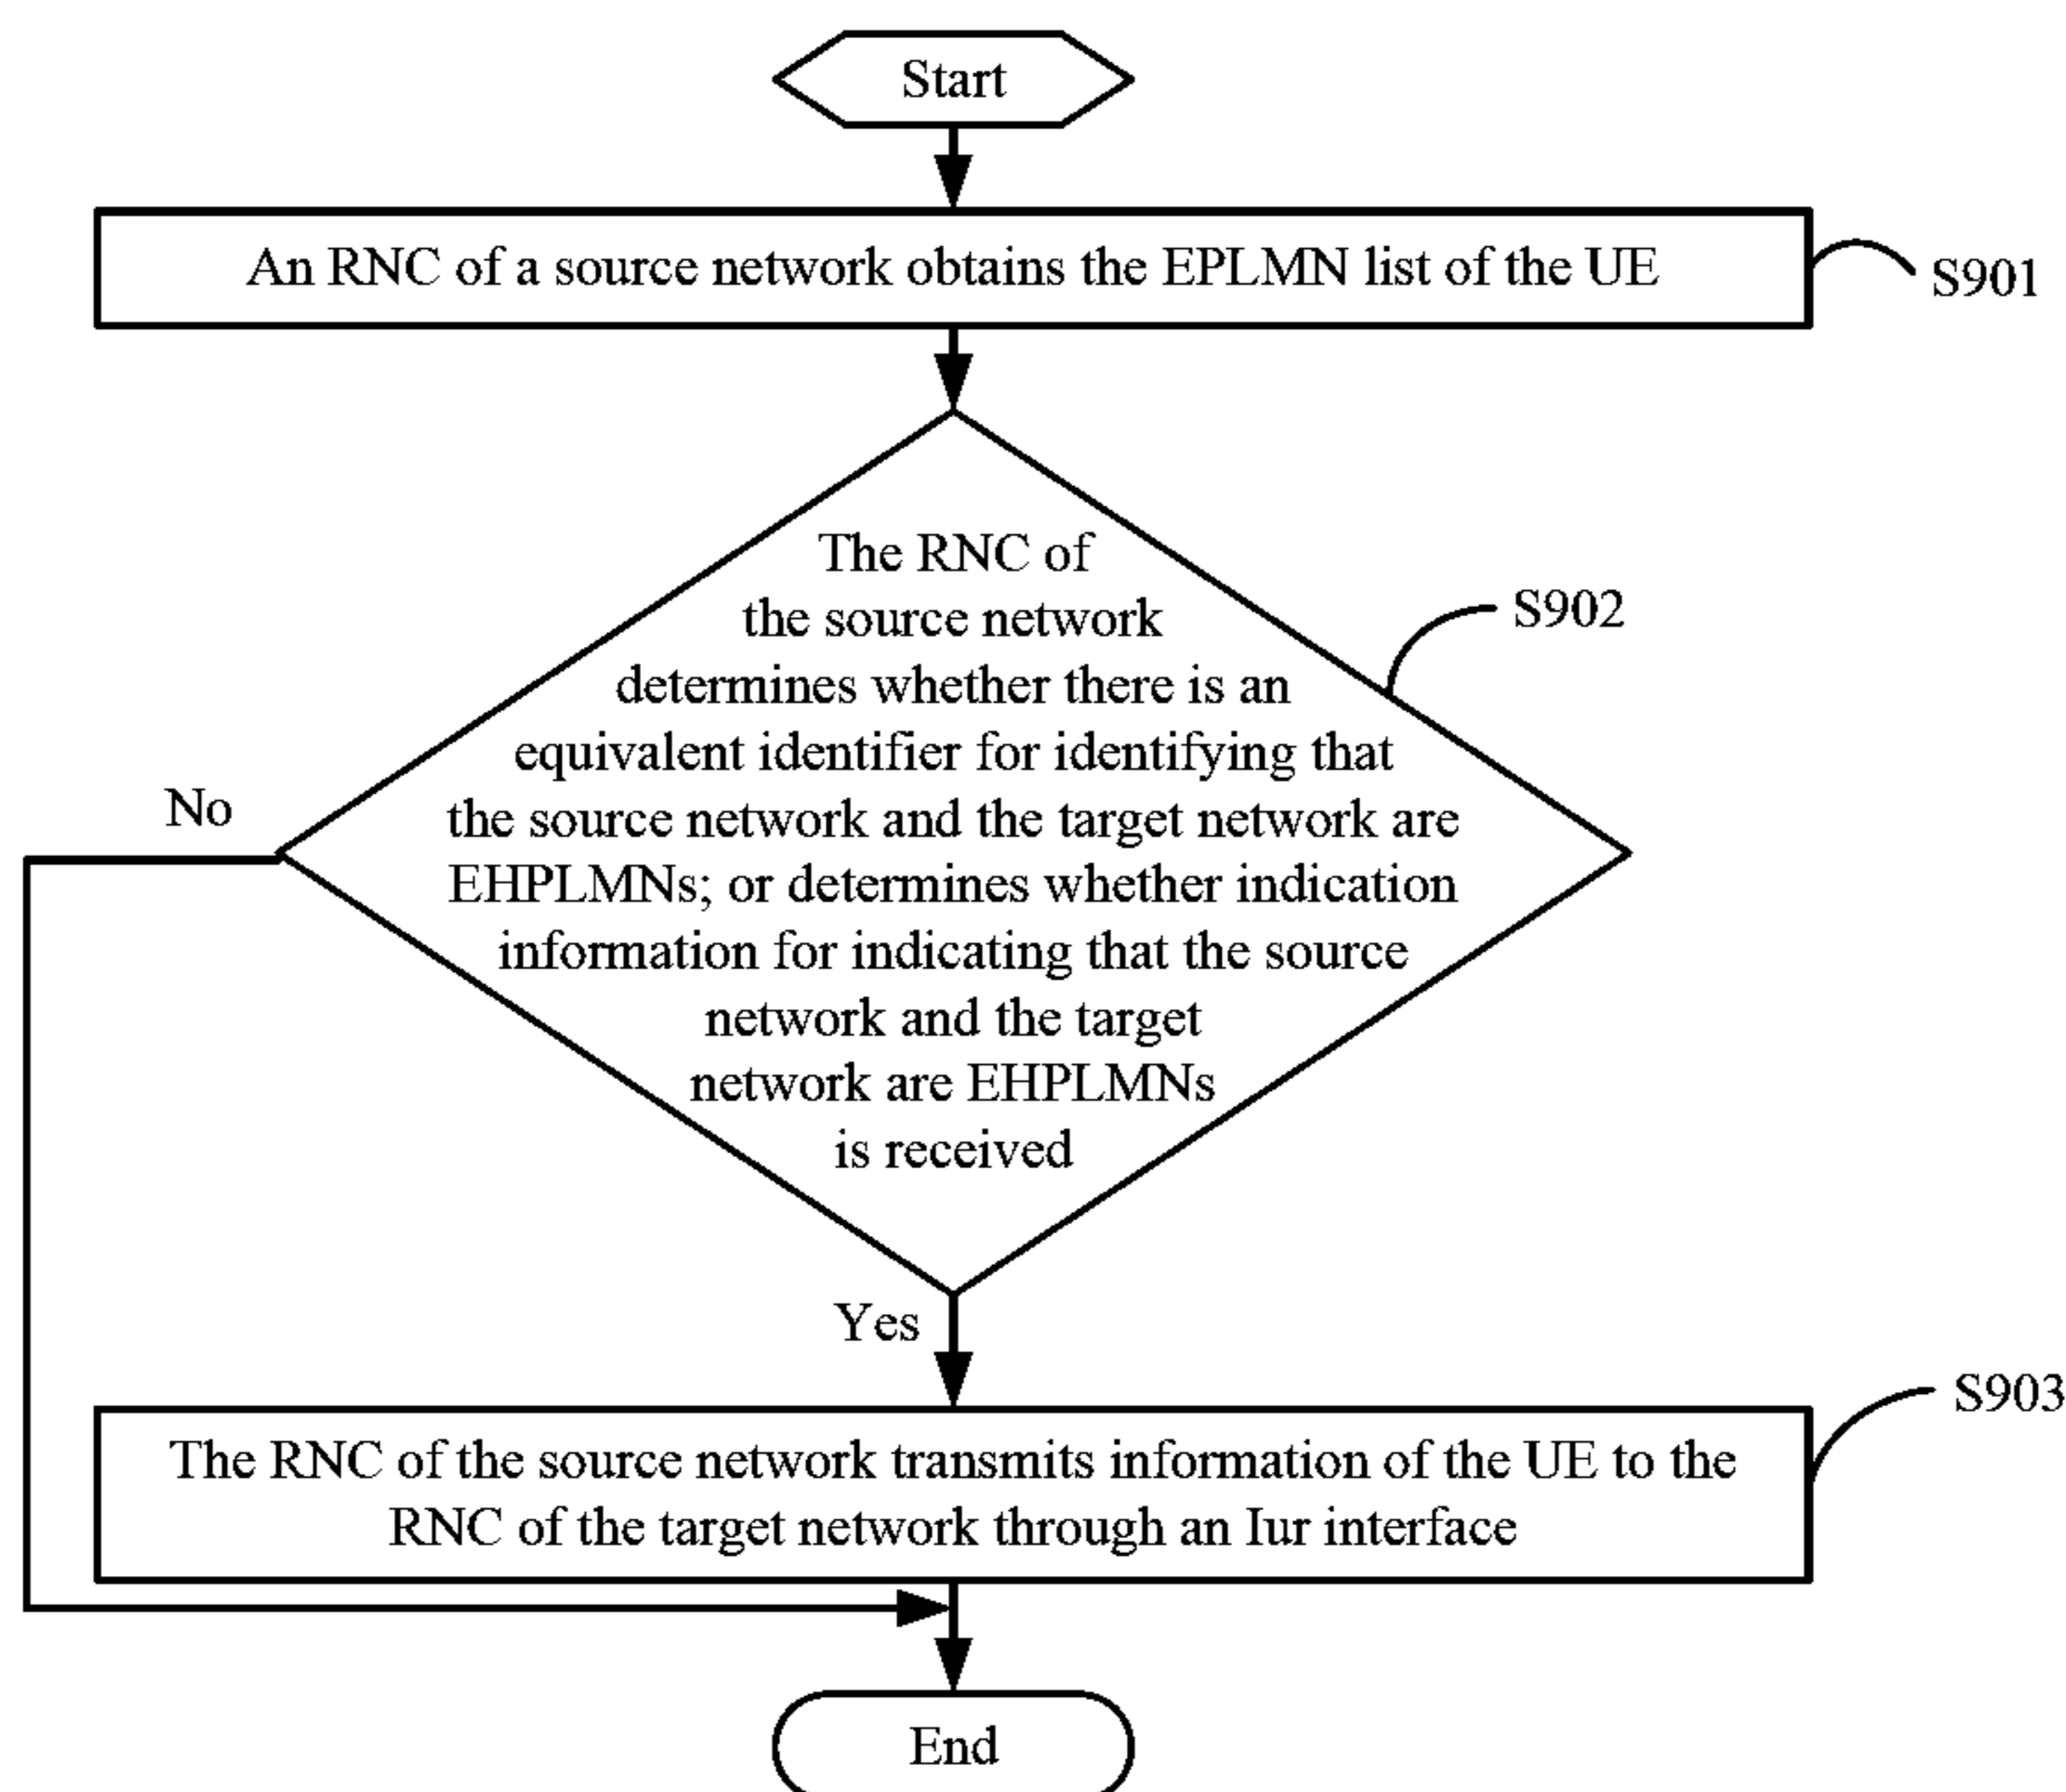 Start
An RNC of a source network obtains the EPLMN list of the UE
S901
The RNC of
the source network
determines whether there is an
equivalent identifier for identifying that
the source network and the target network are
EHPLMNs; or determines whether indication
information for indicating that the source
network and the target
network are EHPLMNs
is received
S902
No
Yes
The RNC of the source network transmits information of the UE to the
RNC of the target network through an Iur interface
S903
End